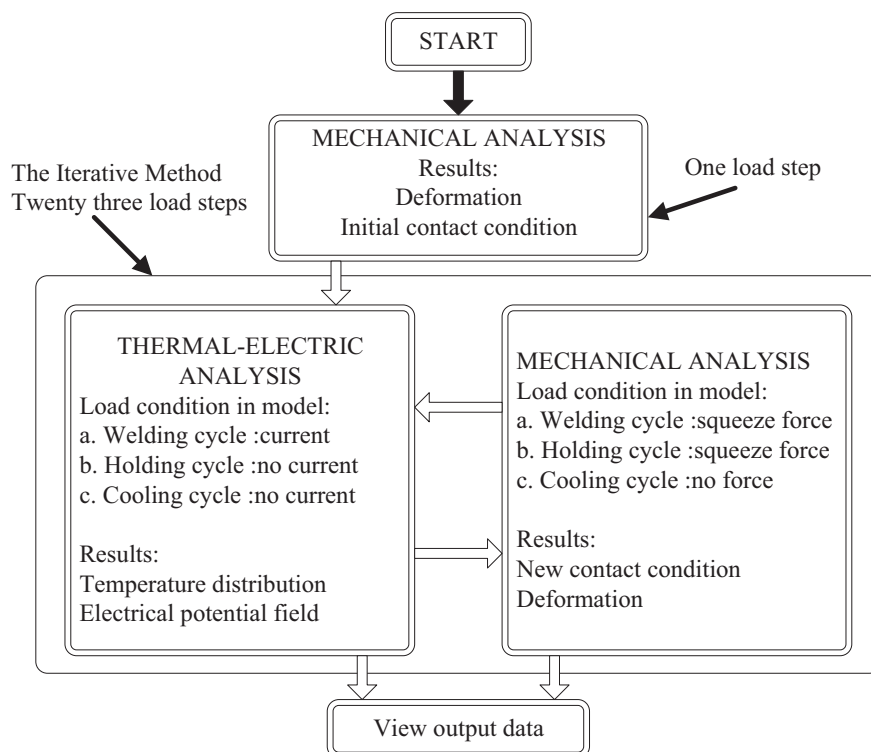 START
MECHANICAL ANALYSIS
Results:
Deformation
Initial contact condition
One load step
The Iterative Method
Twenty three load steps
THERMAL-ELECTRIC
ANALYSIS
Load condition in model:
a. Welding cycle :current
b. Holding cycle :no current
c. Cooling cycle :no current
Results:
Temperature distribution
Electrical potential field
MECHANICAL ANALYSIS
Load condition in model:
a. Welding cycle :squeeze force
b. Holding cycle :squeeze force
c. Cooling cycle :no force
Results:
New contact condition
Deformation
View output data